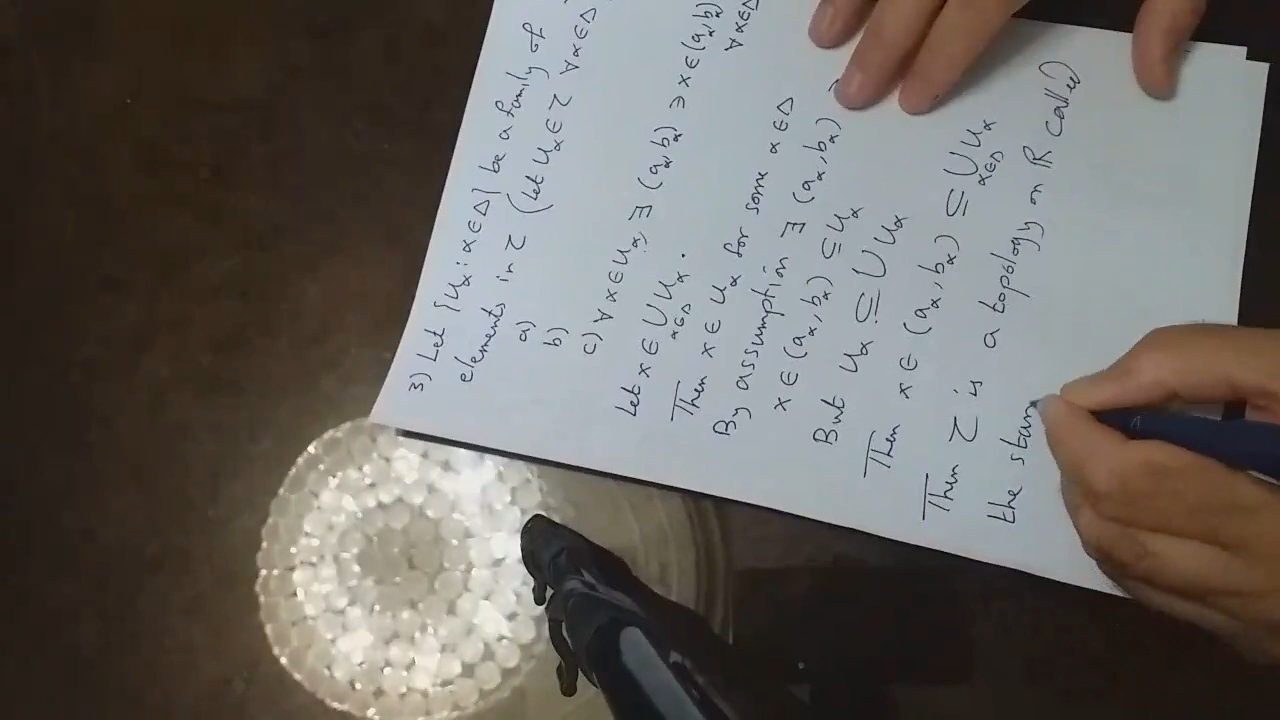 3) Let {Uα : α ∈ Δ} be a family of
elements in τ (let Uα ∈ τ ∀ α ∈ Δ
a)
b)
c) ∀ x ∈ Uα, ∃ (aα, bα) ∋ x ∈ (aα, bα)
∀ α ∈ Δ
Let x ∈ ⋃α∈Δ Uα.
Then x ∈ Uα for some α ∈ Δ
By assumption ∃ (aα, bα) ∋
x ∈ (aα, bα) ⊆ Uα
But Uα ⊆ ⋃ Uα
Then x ∈ (aα, bα) ⊆ ⋃α∈Δ Uα
Then τ is a topology on ℝ called
the stan